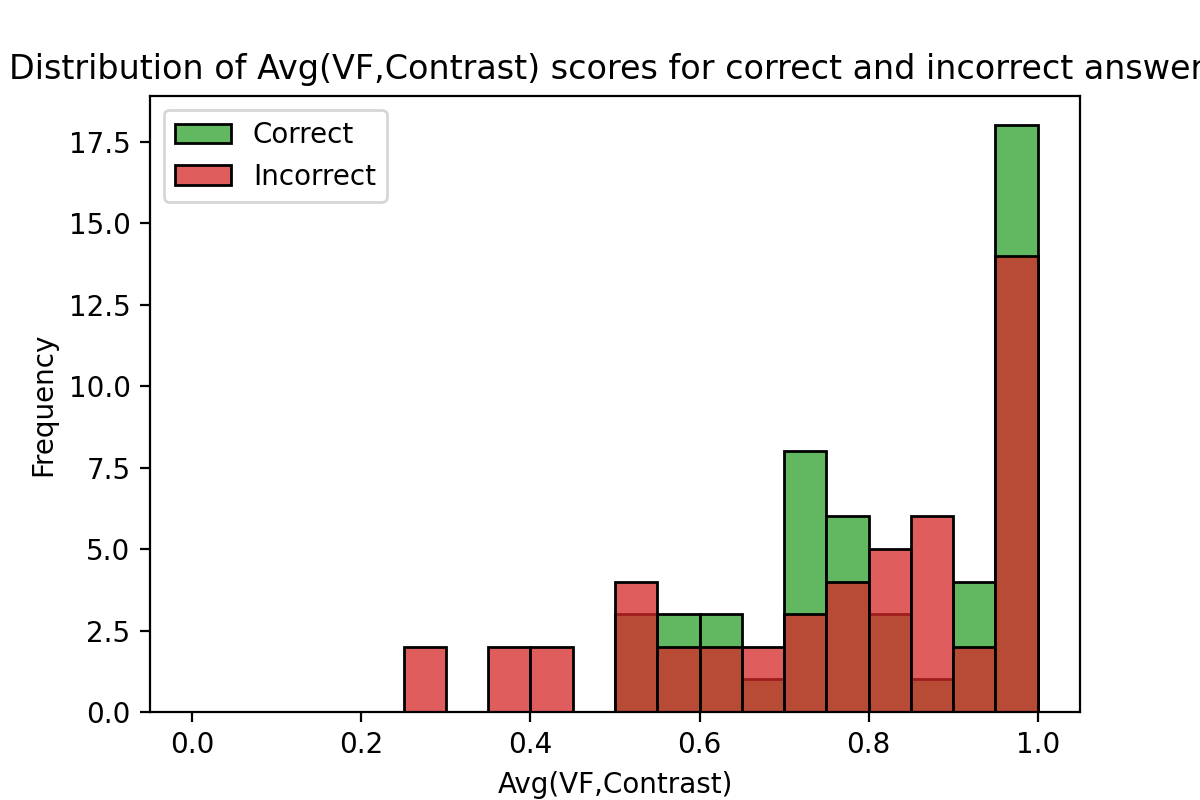 Distribution of Avg(VF,Contrast) scores for correct and incorrect answer
Correct
Incorrect
17.5
15.0
12.5
10.0
7.5
5.0
2.5
0.0
Frequency
0.0 0.2 0.4 0.6 0.8 1.0
Avg(VF,Contrast)